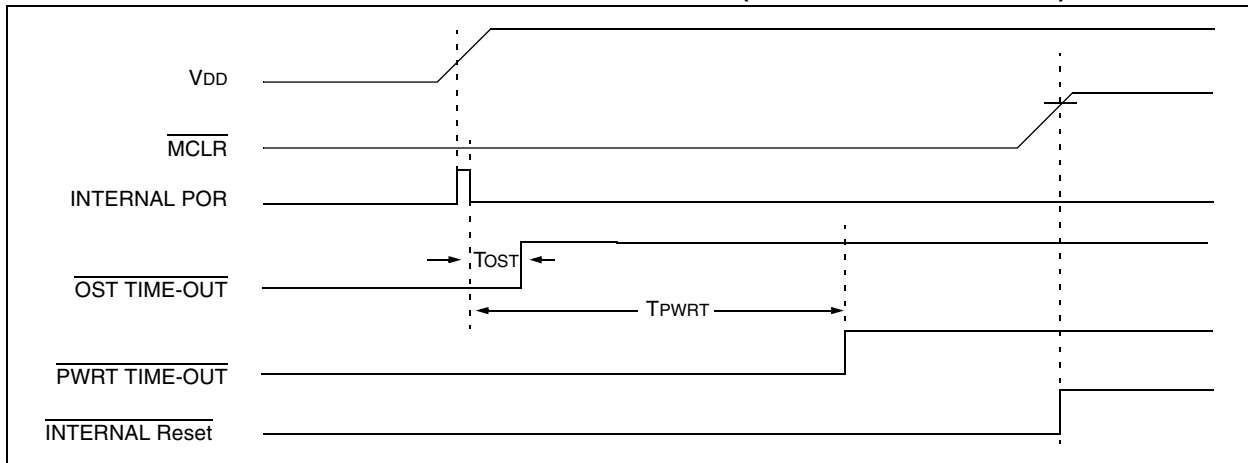 VDD
MCLR
INTERNAL POR
TOST
OST TIME-OUT
TPWRT
PWRT TIME-OUT
INTERNAL Reset